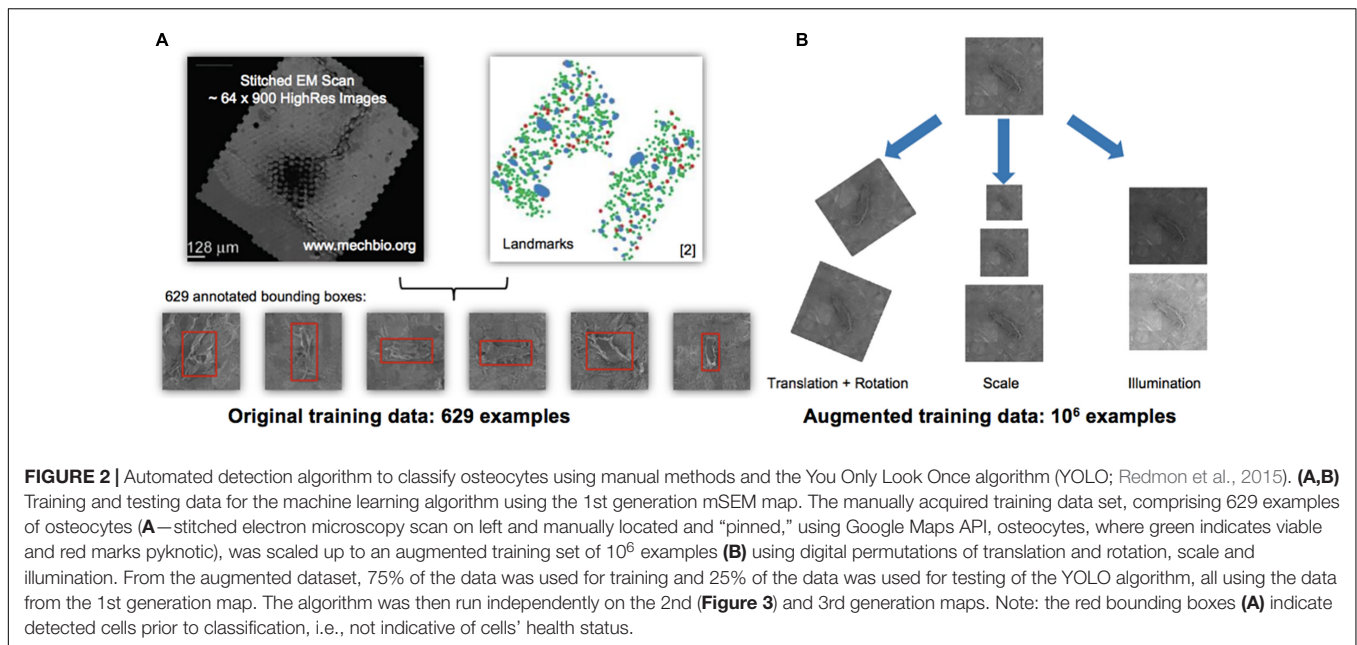 A
Stitched EM Scan
~ 64 x 900 HighRes Images
128 μm
www.mechbio.org
Landmarks
[2]
629 annotated bounding boxes:
Original training data: 629 examples
B
Translation + Rotation
Scale
Illumination
Augmented training data: 10⁶ examples
FIGURE 2 | Automated detection algorithm to classify osteocytes using manual methods and the You Only Look Once algorithm (YOLO; Redmon et al., 2015). (A,B)
Training and testing data for the machine learning algorithm using the 1st generation mSEM map. The manually acquired training data set, comprising 629 examples
of osteocytes (A—stitched electron microscopy scan on left and manually located and “pinned,” using Google Maps API, osteocytes, where green indicates viable
and red marks pyknotic), was scaled up to an augmented training set of 10⁶ examples (B) using digital permutations of translation and rotation, scale and
illumination. From the augmented dataset, 75% of the data was used for training and 25% of the data was used for testing of the YOLO algorithm, all using the data
from the 1st generation map. The algorithm was then run independently on the 2nd (Figure 3) and 3rd generation maps. Note: the red bounding boxes (A) indicate
detected cells prior to classification, i.e., not indicative of cells’ health status.